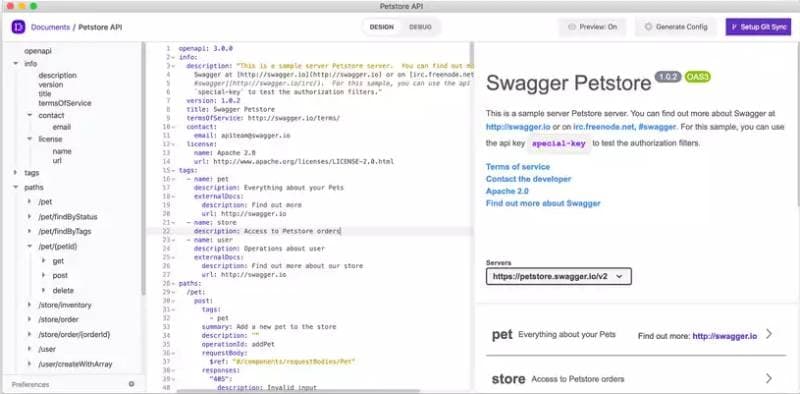 Petstore API
Documents / Petstore API
DESIGN
DEBUG
Preview: On
Generate Config
Setup Git Sync
openapi
info
description
version
title
termsOfService
contact
email
license
name
url
tags
paths
/pet
/pet/findByStatus
/pet/findByTags
/pet/{petId}
get
post
delete
/store/inventory
/store/order
/store/order/{orderId}
/user
/user/createWithArray
Preferences
1 openapi: 3.0.0
2 info:
3 description: "This is a sample server Petstore server. You can find out mo
4 Swagger at [http://swagger.io](http://swagger.io) or on [irc.freenode.net
5 #swagger](http://swagger.io/irc/). For this sample, you can use the api
6 `special-key` to test the authorization filters."
7 version: 1.0.2
8 title: Swagger Petstore
9 termsOfService: http://swagger.io/terms/
10 contact:
11 email: apiteam@swagger.io
12 license:
13 name: Apache 2.0
14 url: http://www.apache.org/licenses/LICENSE-2.0.html
15 tags:
16 - name: pet
17 description: Everything about your Pets
18 externalDocs:
19 description: Find out more
20 url: http://swagger.io
21 - name: store
22 description: Access to Petstore orders
23 - name: user
24 description: Operations about user
25 externalDocs:
26 description: Find out more about our store
27 url: http://swagger.io
28 paths:
29 /pet:
30 post:
31 tags:
32 - pet
33 summary: Add a new pet to the store
34 description: ""
35 operationId: addPet
36 requestBody:
37 $ref: "#/components/requestBodies/Pet"
38 responses:
39 "405":
40 description: Invalid input
Swagger Petstore 1.0.2 OAS3
This is a sample server Petstore server. You can find out more about Swagger at
http://swagger.io or on irc.freenode.net, #swagger. For this sample, you can use
the api key special-key to test the authorization filters.
Terms of service
Contact the developer
Apache 2.0
Find out more about Swagger
Servers
https://petstore.swagger.io/v2
pet Everything about your Pets Find out more: http://swagger.io
store Access to Petstore orders